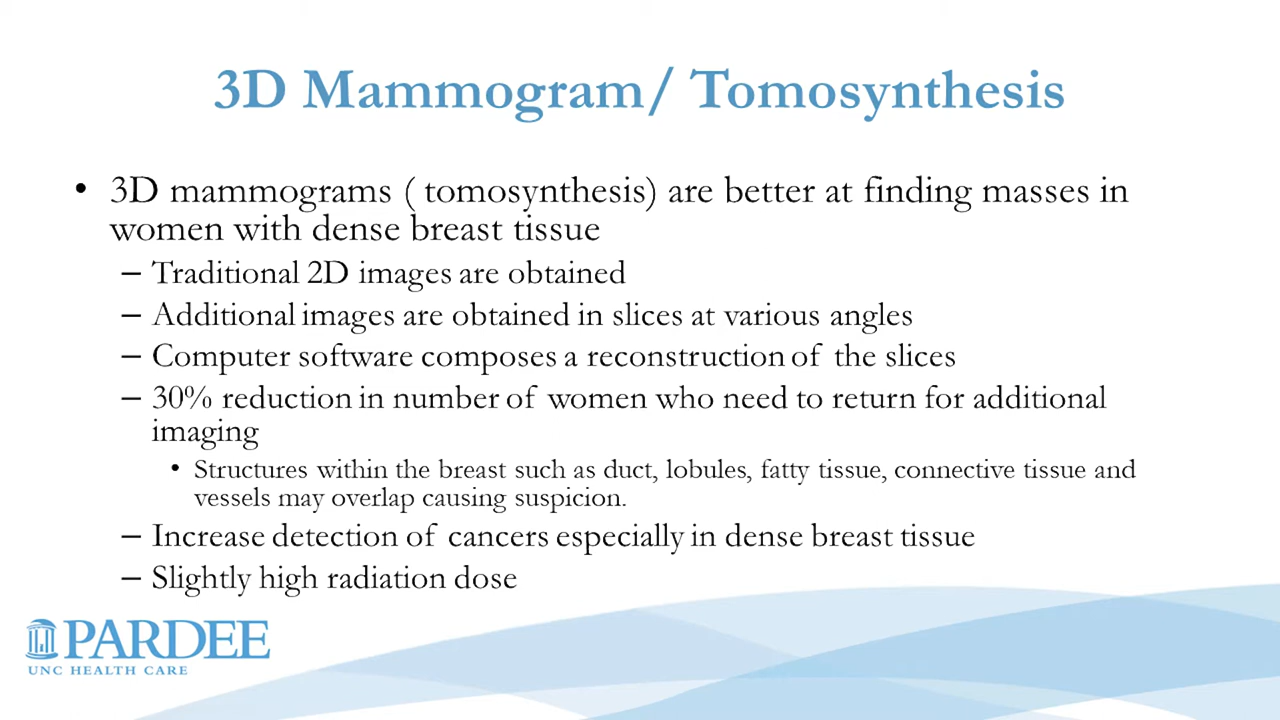 3D Mammogram/ Tomosynthesis
• 3D mammograms ( tomosynthesis) are better at finding masses in
women with dense breast tissue
– Traditional 2D images are obtained
– Additional images are obtained in slices at various angles
– Computer software composes a reconstruction of the slices
– 30% reduction in number of women who need to return for additional
imaging
• Structures within the breast such as duct, lobules, fatty tissue, connective tissue and
vessels may overlap causing suspicion.
– Increase detection of cancers especially in dense breast tissue
– Slightly high radiation dose
PARDEE
UNC HEALTH CARE